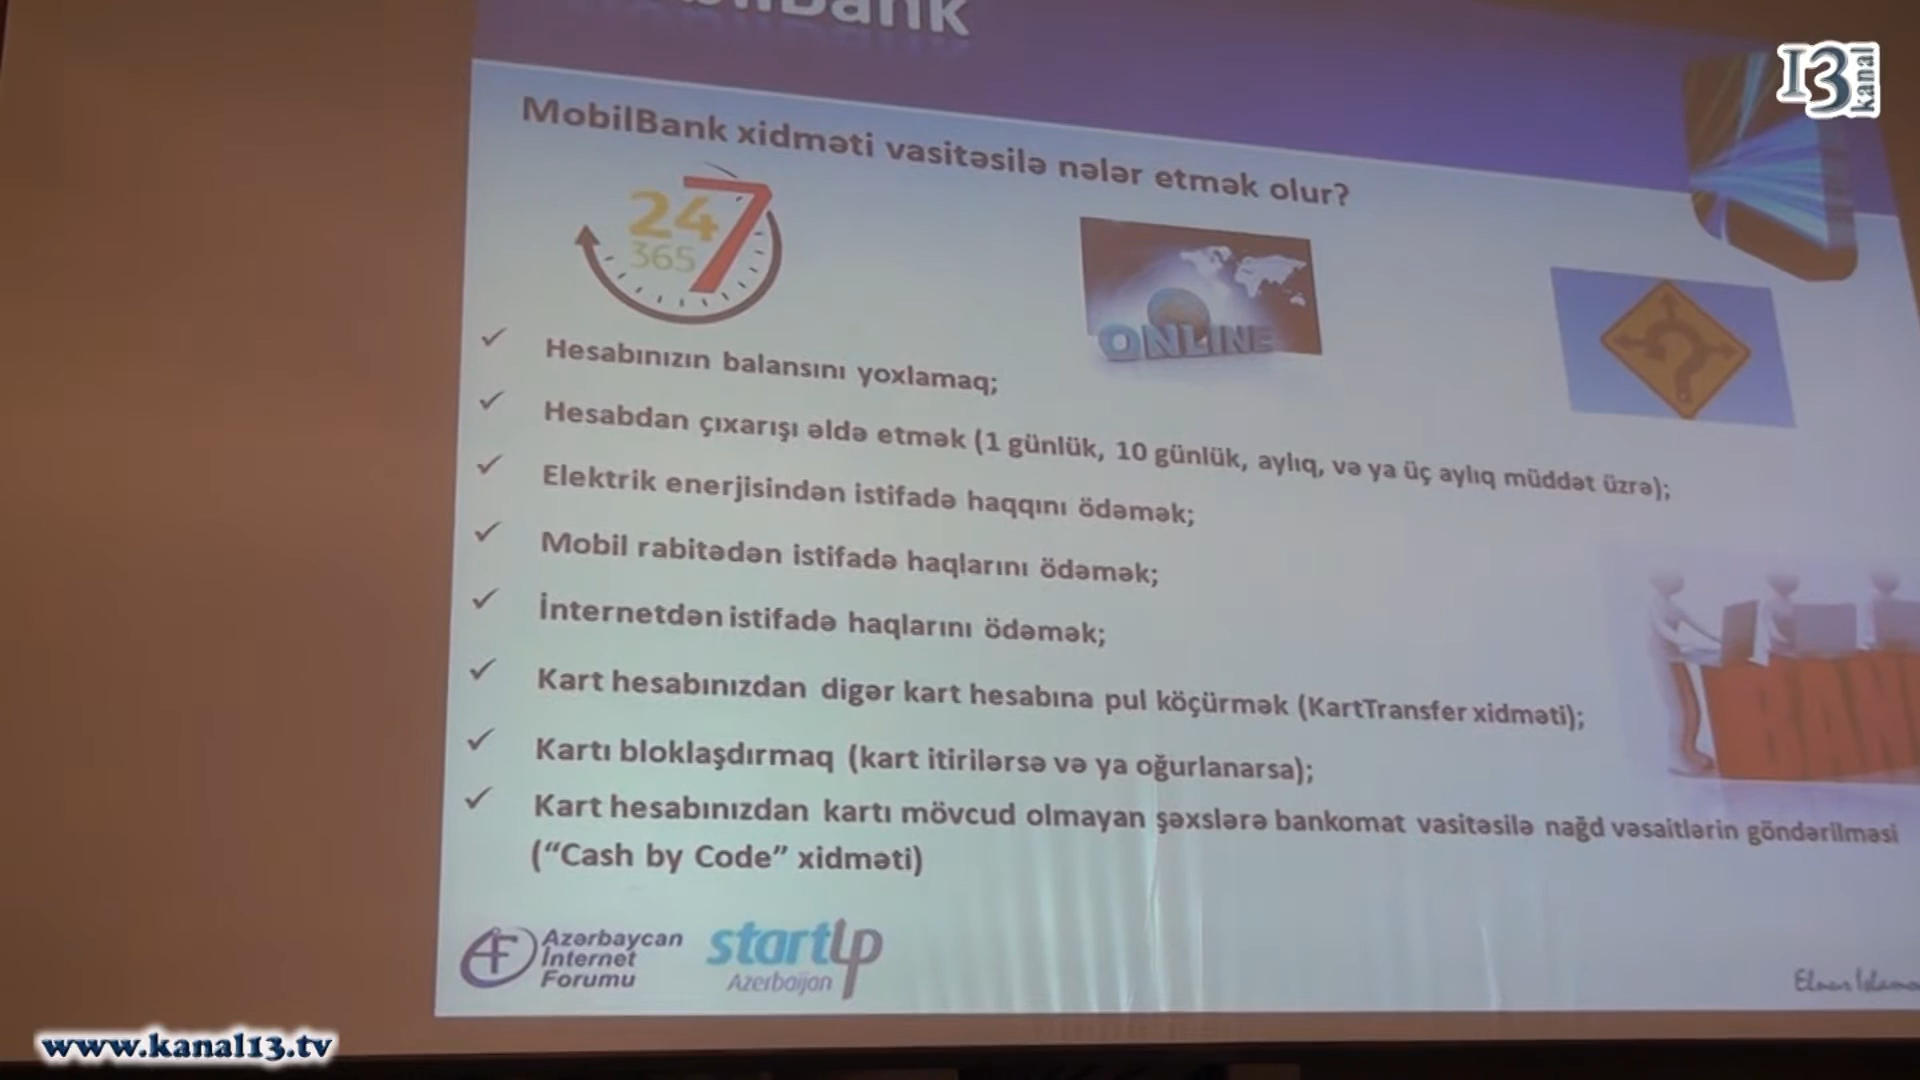 13 kanal
MobilBank xidməti vasitəsilə nələr etmək olur?
24 7
365
ONLINE
Hesabınızın balansını yoxlamaq;
Hesabdan çıxarışı əldə etmək (1 günlük, 10 günlük, aylıq, və ya üç aylıq müddət üzrə);
Elektrik enerjisindən istifadə haqqını ödəmək;
Mobil rabitədən istifadə haqlarını ödəmək;
İnternetdən istifadə haqlarını ödəmək;
Kart hesabınızdan digər kart hesabına pul köçürmək (KartTransfer xidməti);
Kartı bloklaşdırmaq (kart itirilərsə və ya oğurlanarsa);
Kart hesabınızdan kartı mövcud olmayan şəxslərə bankomat vasitəsilə nağd vəsaitlərin göndərilməsi
(“Cash by Code” xidməti)
BAN
Azərbaycan
İnternet
Forumu
startUp
Azerbaijan
www.kanal13.tv